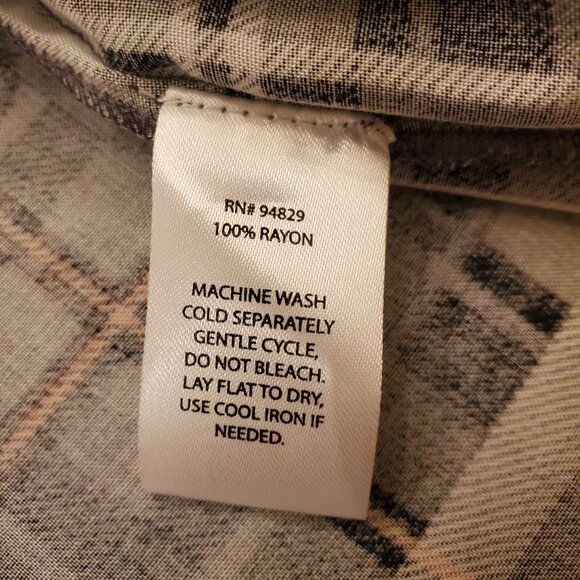 RN# 94829
100% RAYON
MACHINE WASH
COLD SEPARATELY
GENTLE CYCLE,
DO NOT BLEACH.
LAY FLAT TO DRY,
USE COOL IRON IF
NEEDED.